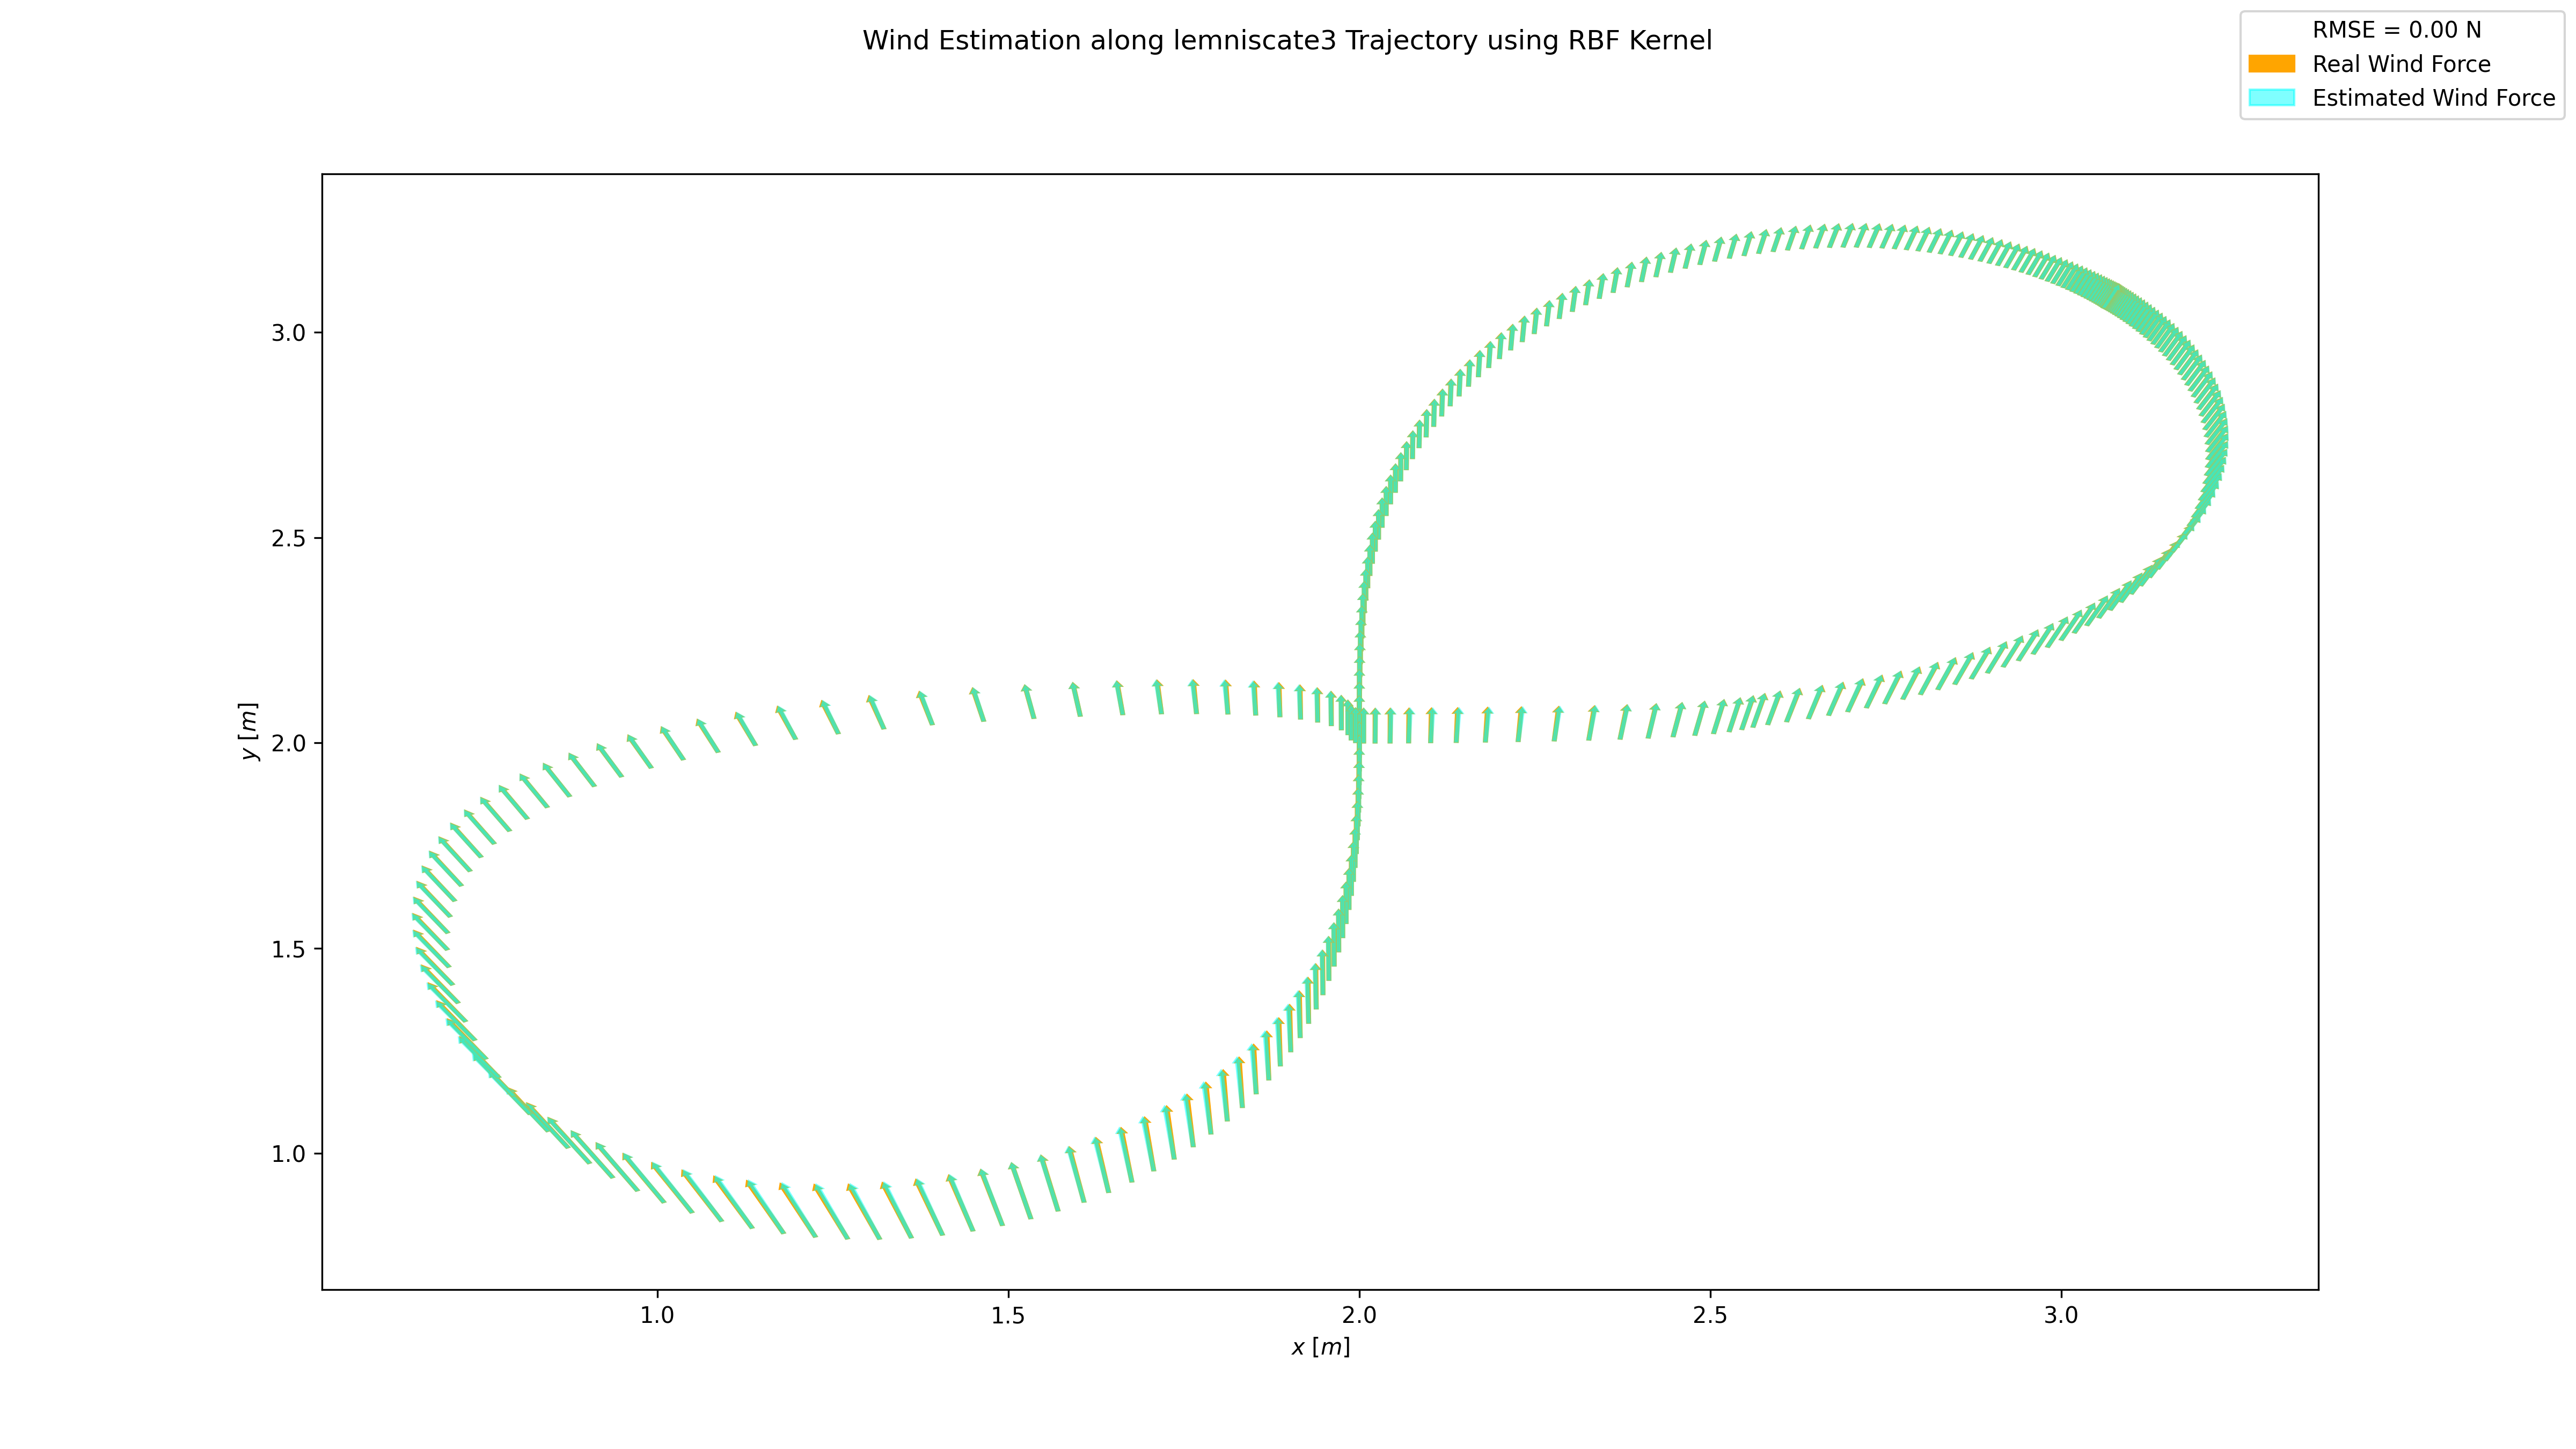 Wind Estimation along lemniscate3 Trajectory using RBF Kernel
RMSE = 0.00 N
Real Wind Force
Estimated Wind Force
3.0
2.5
2.0
1.5
1.0
y [m]
1.0 1.5 2.0 2.5 3.0
x [m]